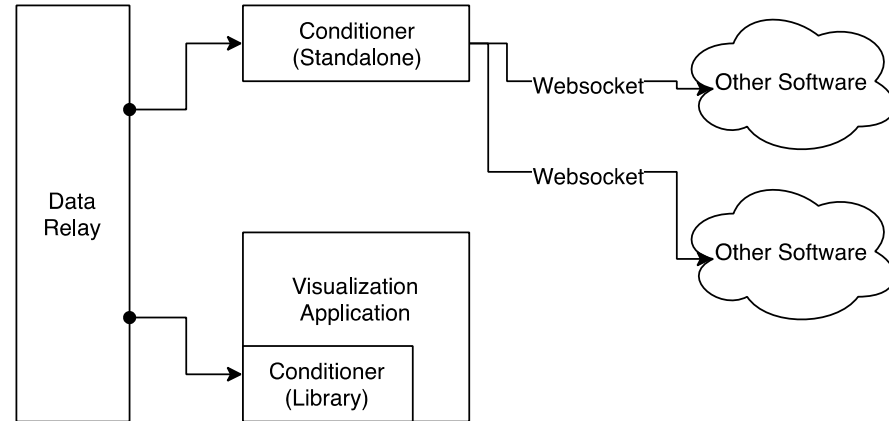 Conditioner
(Standalone)
Websocket
Other Software
Data
Relay
Websocket
Other Software
Visualization
Application
Conditioner
(Library)